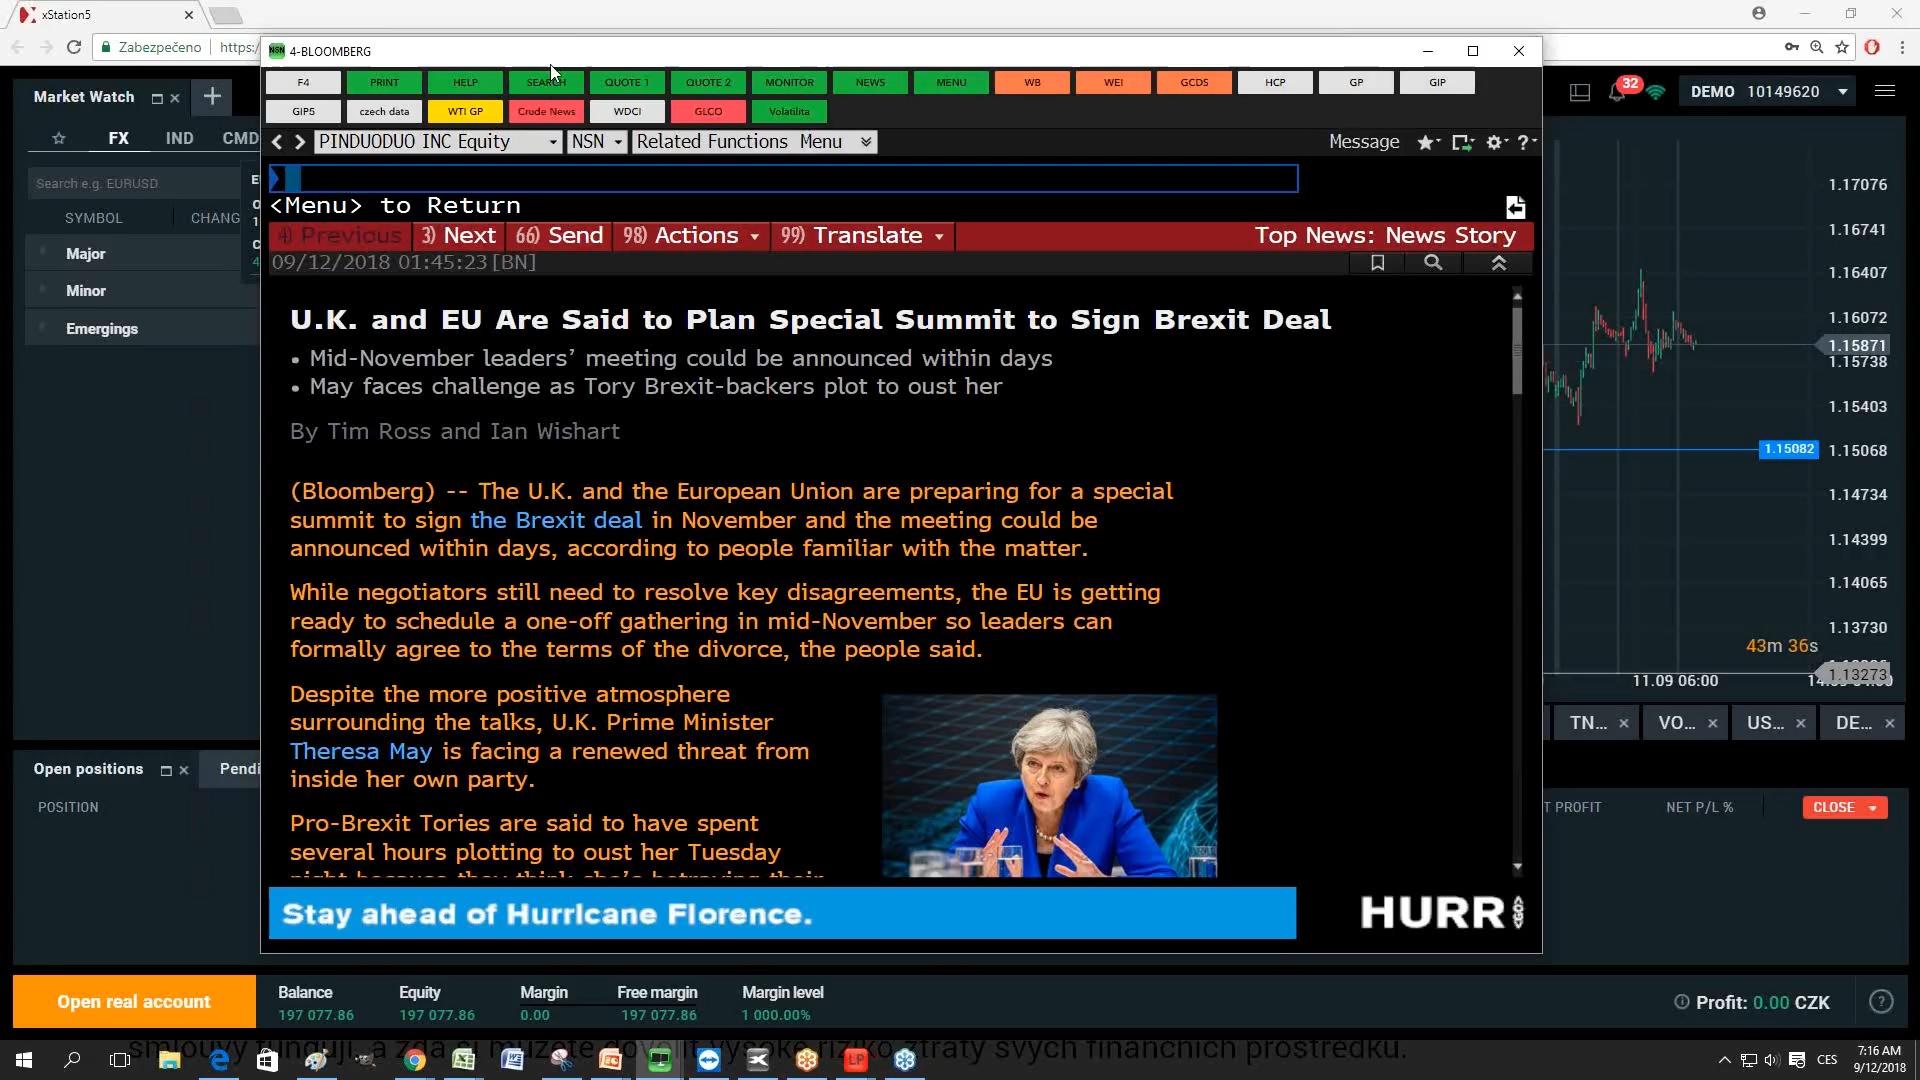 xStation5
Zabezpečeno
https:/
4-BLOOMBERG
F4 PRINT HELP SEARCH QUOTE 1 QUOTE 2 MONITOR NEWS MENU WB WEI GCDS HCP GP GIP
GIP5 czech data WTI GP Crude News WDCI GLCO Volatilita
PINDUODUO INC Equity NSN Related Functions Menu Message
<Menu> to Return
4) Previous 3) Next 66) Send 98) Actions 99) Translate Top News: News Story
09/12/2018 01:45:23 [BN]
U.K. and EU Are Said to Plan Special Summit to Sign Brexit Deal
• Mid-November leaders’ meeting could be announced within days
• May faces challenge as Tory Brexit-backers plot to oust her
By Tim Ross and Ian Wishart
(Bloomberg) -- The U.K. and the European Union are preparing for a special
summit to sign the Brexit deal in November and the meeting could be
announced within days, according to people familiar with the matter.
While negotiators still need to resolve key disagreements, the EU is getting
ready to schedule a one-off gathering in mid-November so leaders can
formally agree to the terms of the divorce, the people said.
Despite the more positive atmosphere
surrounding the talks, U.K. Prime Minister
Theresa May is facing a renewed threat from
inside her own party.
Pro-Brexit Tories are said to have spent
several hours plotting to oust her Tuesday
night because they think she's betraying their
Stay ahead of Hurricane Florence.
HURR
Market Watch
FX IND CMD
Search e.g. EURUSD
SYMBOL CHANG
Major
Minor
Emergings
32
DEMO 10149620
1.17076
1.16741
1.16407
1.16072
1.15871
1.15738
1.15403
1.15082
1.15068
1.14734
1.14399
1.14065
1.13730
43m 36s
1.13273
11.09 06:00
TN... VO... US... DE...
Open positions
Pendi
POSITION
T PROFIT NET P/L % CLOSE
Open real account
Balance Equity Margin Free margin Margin level
197 077.86 197 077.86 0.00 197 077.86 1 000.00%
Profit: 0.00 CZK
vysoké riziko ztráty svých finančních prostředků.
CES
7:16 AM
9/12/2018